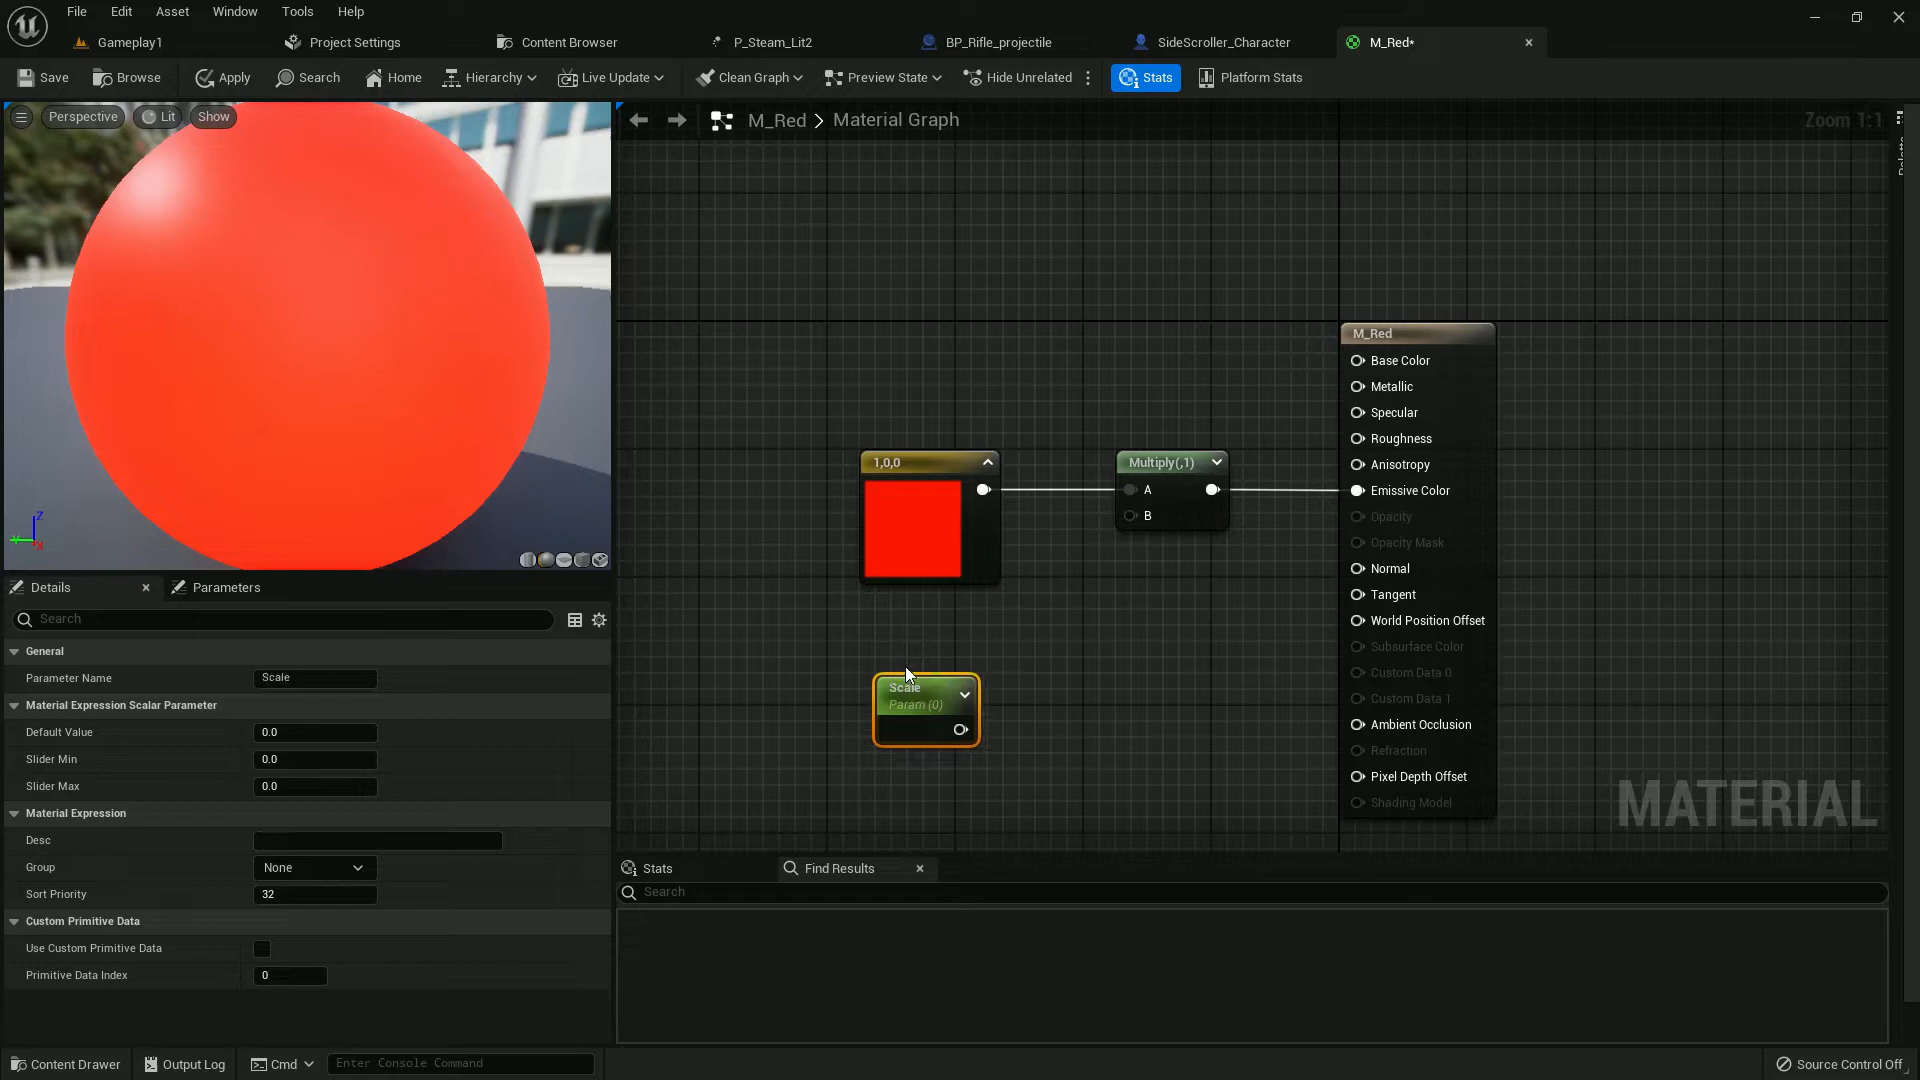 File Edit Asset Window Tools Help
Gameplay1 Project Settings Content Browser P_Steam_Lit2 BP_Rifle_projectile SideScroller_Character M_Red*
Save Browse Apply Search Home Hierarchy Live Update Clean Graph Preview State Hide Unrelated Stats Platform Stats
Perspective Lit Show
M_Red > Material Graph
Zoom 1:1
Palette
Z
Y
X
1,0,0
Multiply(,1)
A
B
Scale
Param (0)
M_Red
Base Color
Metallic
Specular
Roughness
Anisotropy
Emissive Color
Opacity
Opacity Mask
Normal
Tangent
World Position Offset
Subsurface Color
Custom Data 0
Custom Data 1
Ambient Occlusion
Refraction
Pixel Depth Offset
Shading Model
MATERIAL
Details Parameters
Search
General
Parameter Name Scale
Material Expression Scalar Parameter
Default Value 0.0
Slider Min 0.0
Slider Max 0.0
Material Expression
Desc
Group None
Sort Priority 32
Custom Primitive Data
Use Custom Primitive Data
Primitive Data Index 0
Stats Find Results
Search
Content Drawer Output Log Cmd Enter Console Command Source Control Off